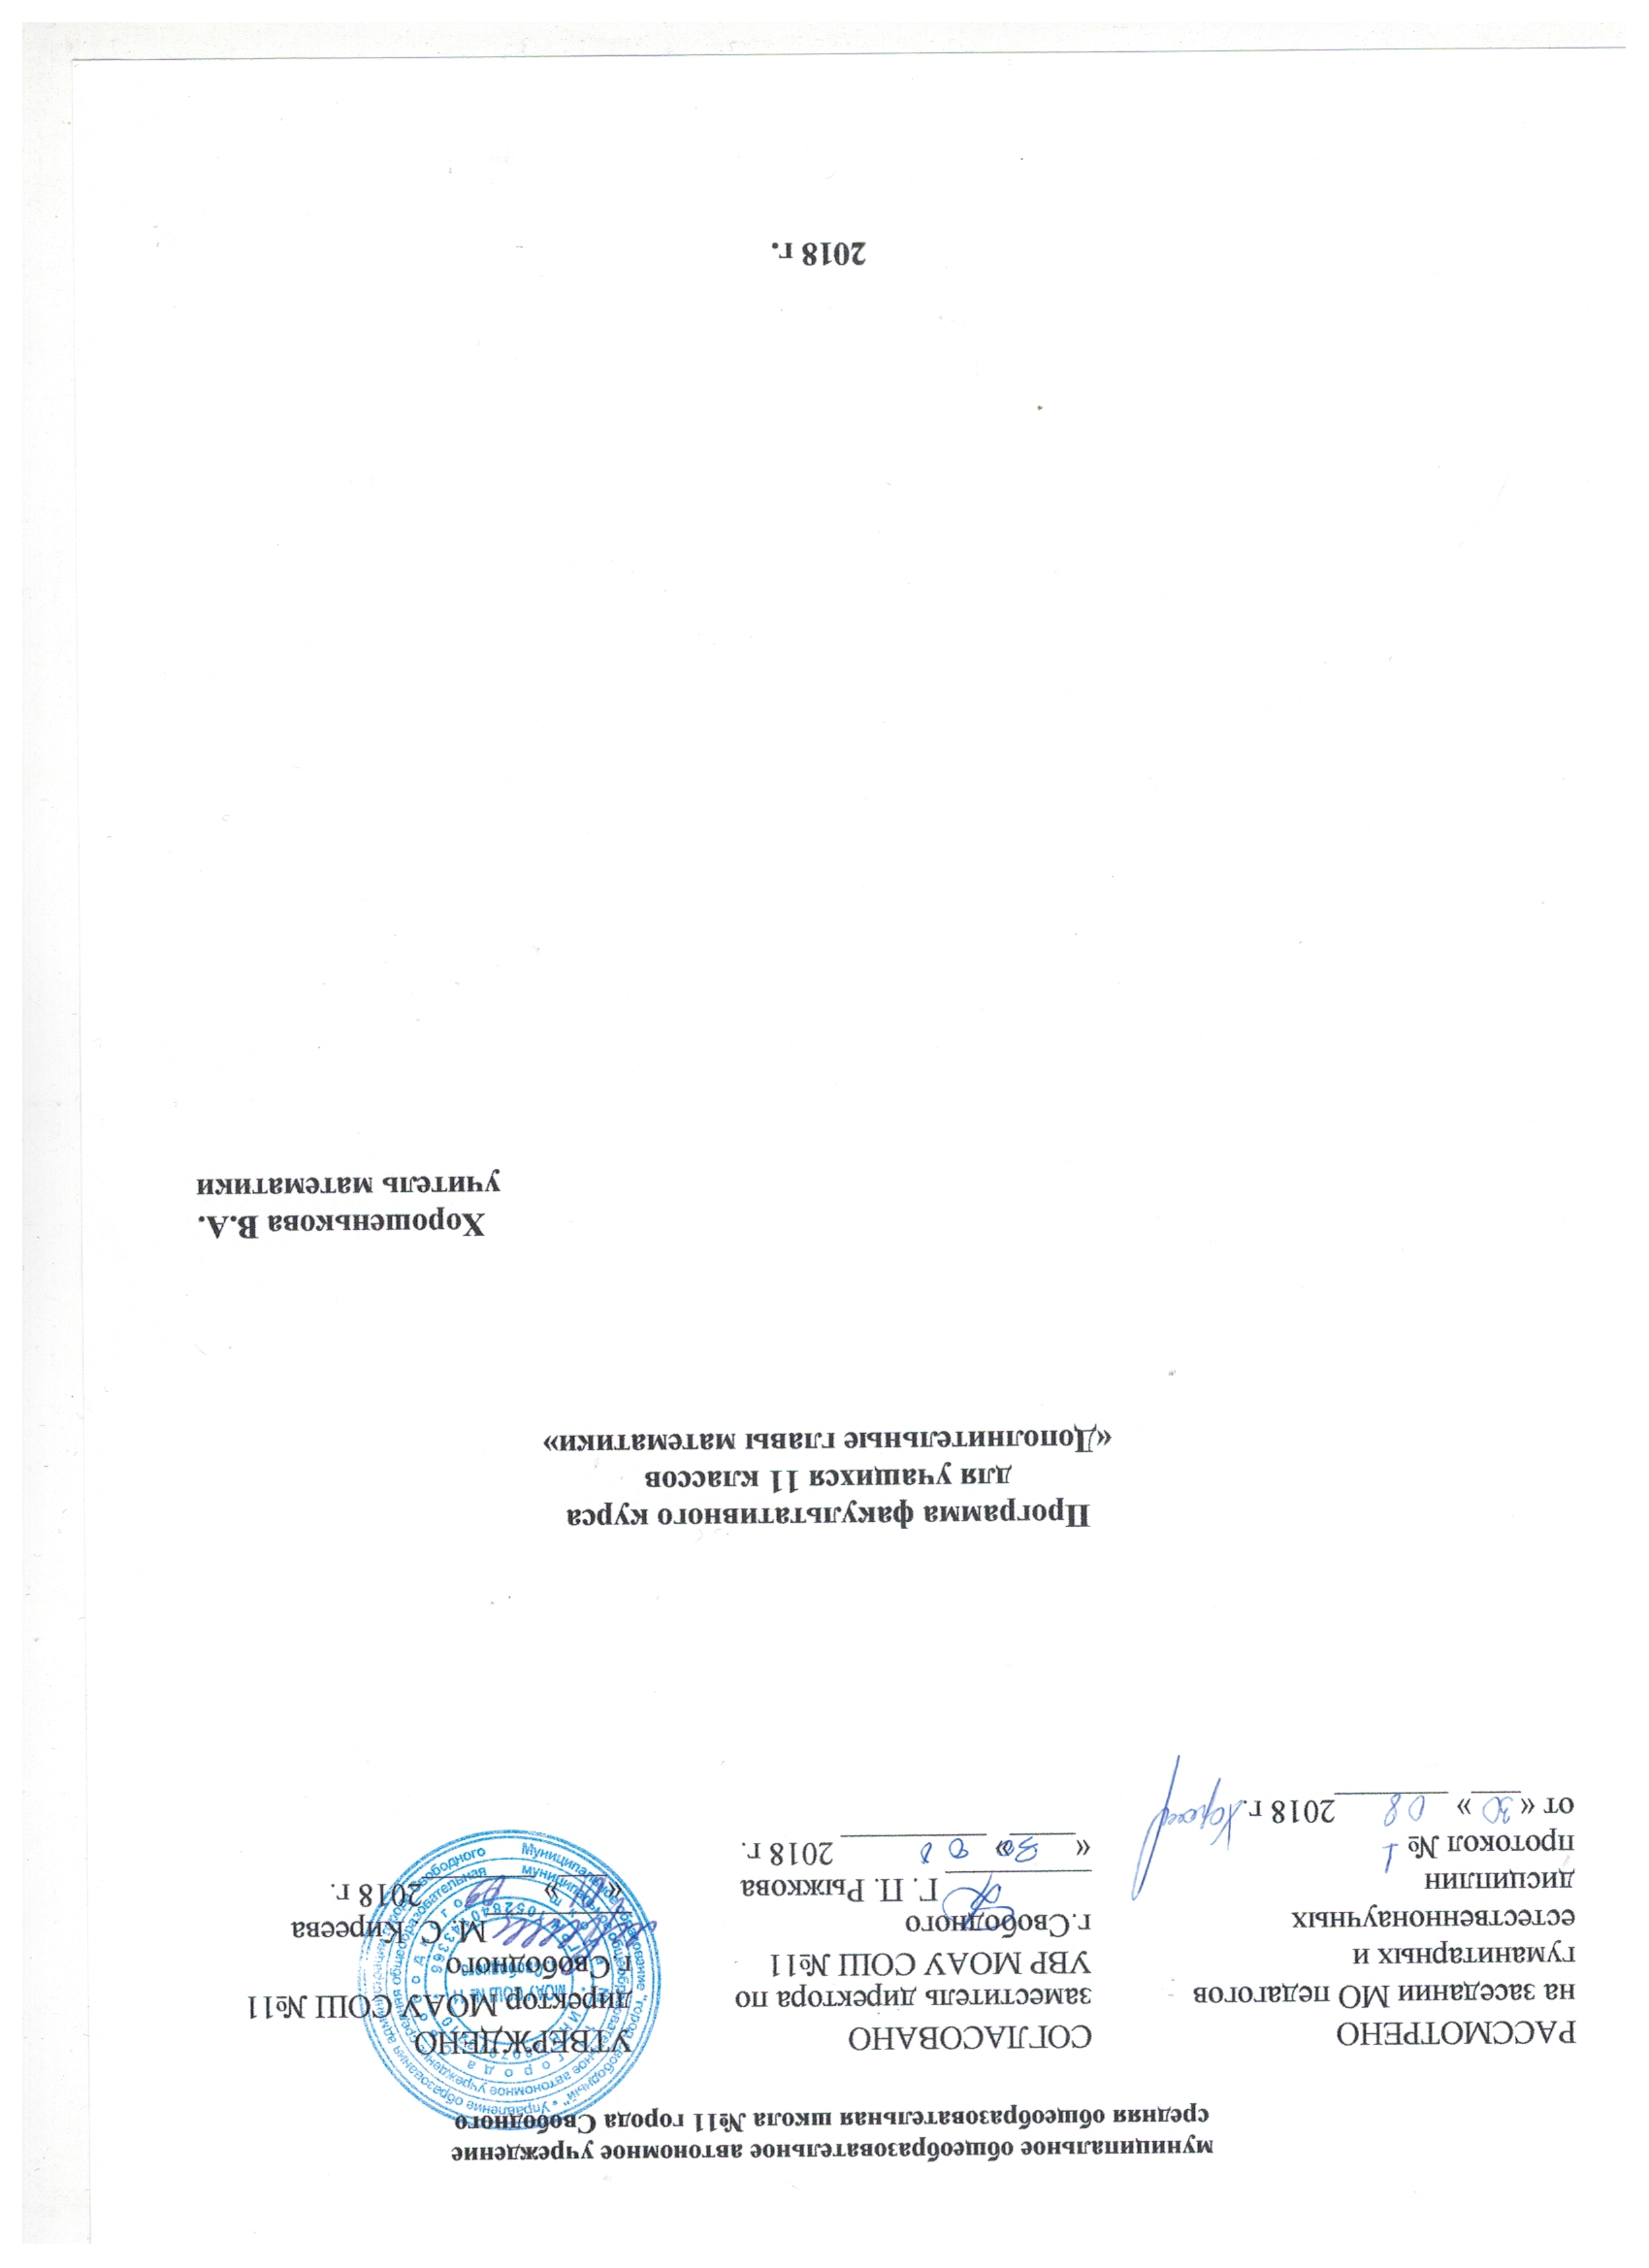 муниципальное общеобразовательное автономное учреждение
средняя общеобразовательная школа №11 города Свободного
РАССМОТРЕНО
на заседании МО педагогов
гуманитарных и
естественнонаучных
дисциплин
протокол № 1
от «30» 08 2018 г.
СОГЛАСОВАНО
заместитель директора по
УВР МОАУ СОШ №11
г.Свободного
Г. П. Рыжкова
«30» 08 2018 г.
УТВЕРЖДЕНО
директор МОАУ СОШ №11
г.Свободного
М. С. Киреева
« » 09 2018 г.
Программа факультативного курса
для учащихся 11 классов
«Дополнительные главы математики»
Хорошенькова В.А.
учитель математики
2018 г.